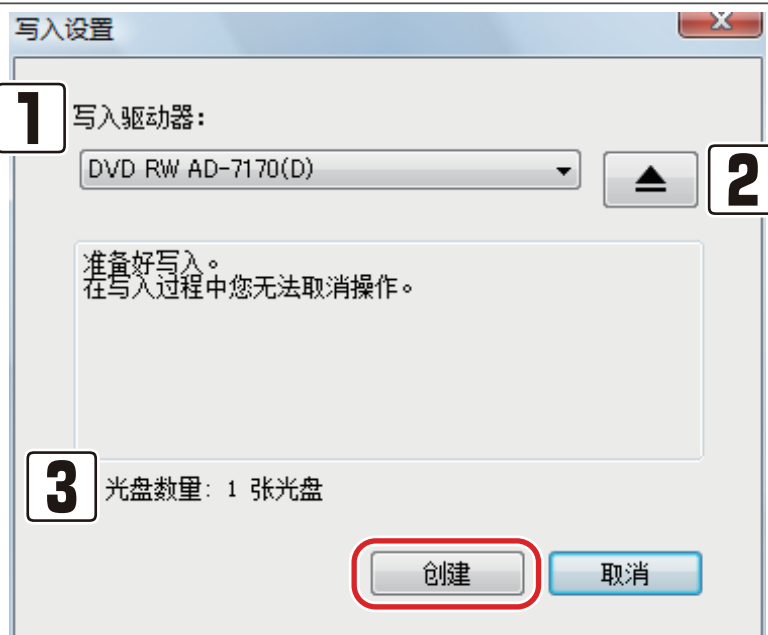 写入设置
1
写入驱动器:
DVD RW AD-7170(D)
2
准备好写入。
在写入过程中您无法取消操作。
3
光盘数里: 1 张光盘
创建
取消